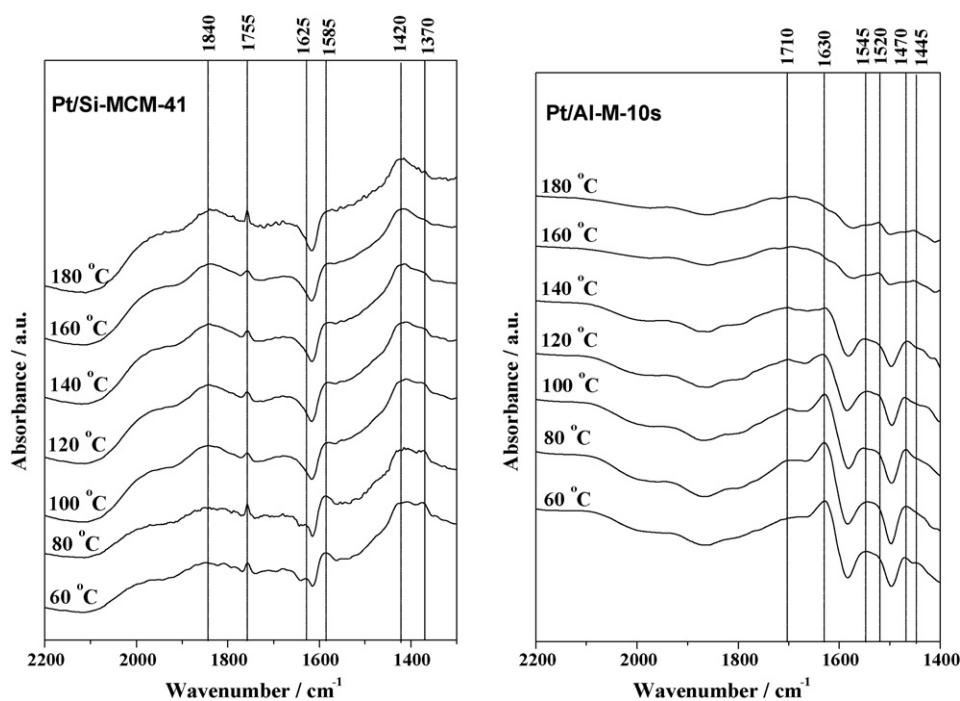 1840
1755
1625
1585
1420
1370
Pt/Si-MCM-41
180 °C
160 °C
140 °C
120 °C
100 °C
80 °C
60 °C
Absorbance / a.u.
2200 2000 1800 1600 1400
Wavenumber / cm⁻¹
1710
1630
1545
1520
1470
1445
Pt/Al-M-10s
180 °C
160 °C
140 °C
120 °C
100 °C
80 °C
60 °C
Absorbance / a.u.
2200 2000 1800 1600 1400
Wavenumber / cm⁻¹